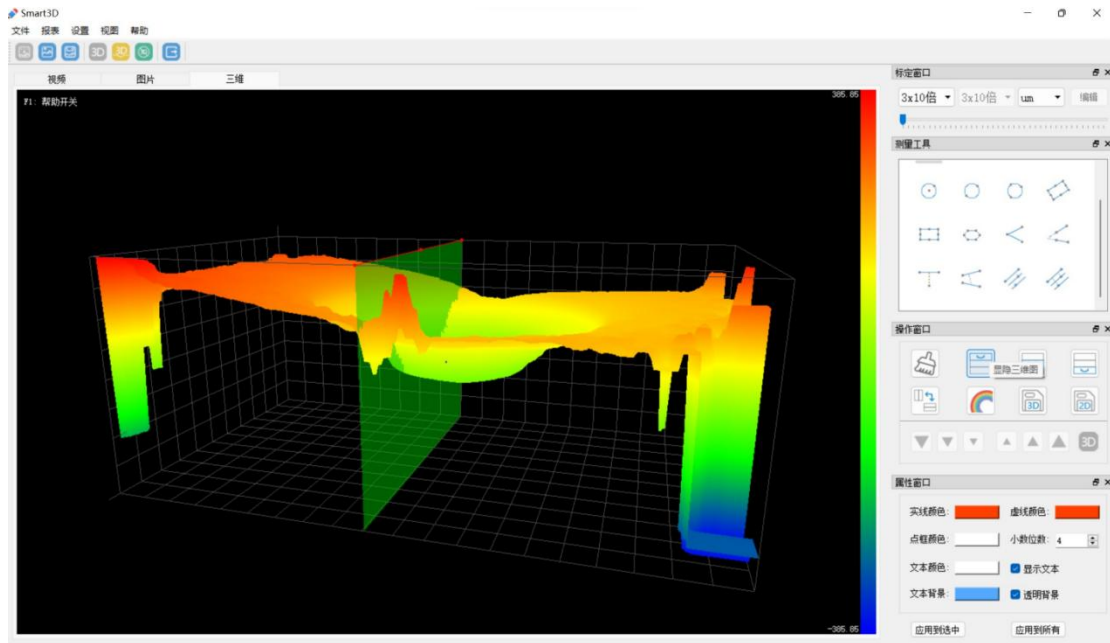 Smart3D
文件 报表 设置 视图 帮助
3D 3D
视频 图片 三维
F1: 帮助开关
385.85
-385.85
标定窗口
3x10倍 3x10倍 um 编辑
测量工具
操作窗口
显隐三维图
3D 2D
3D
属性窗口
实线颜色: 虚线颜色:
点框颜色: 小数位数: 4
文本颜色: 显示文本
文本背景: 透明背景
应用到选中 应用到所有